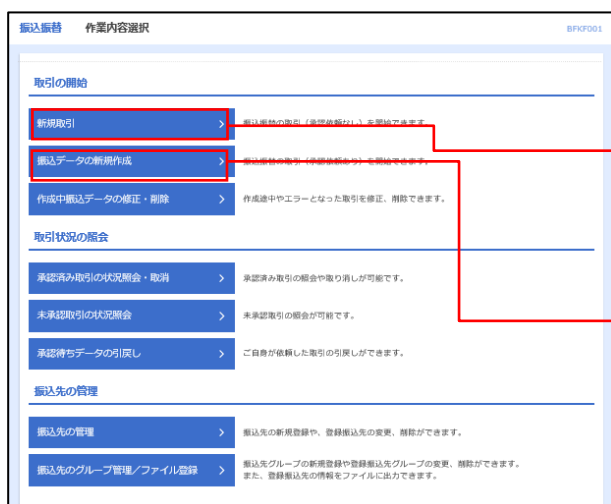 振込振替 作業内容選択 BFKF001
取引の開始
新規取引 > 振込振替の取引（承認依頼なし）を開始できます。
振込データの新規作成 > 振込振替の取引（承認依頼あり）を開始できます。
作成中振込データの修正・削除 > 作成途中やエラーとなった取引を修正、削除できます。
取引状況の照会
承認済み取引の状況照会・取消 > 承認済み取引の照会や取り消しが可能です。
未承認取引の状況照会 > 未承認取引の照会が可能です。
承認待ちデータの引戻し > ご自身が依頼した取引の引戻しができます。
振込先の管理
振込先の管理 > 振込先の新規登録や、登録振込先の変更、削除ができます。
振込先のグループ管理／ファイル登録 > 振込先グループの新規登録や登録振込先グループの変更、削除ができます。
また、登録振込先の情報をファイルに出力できます。